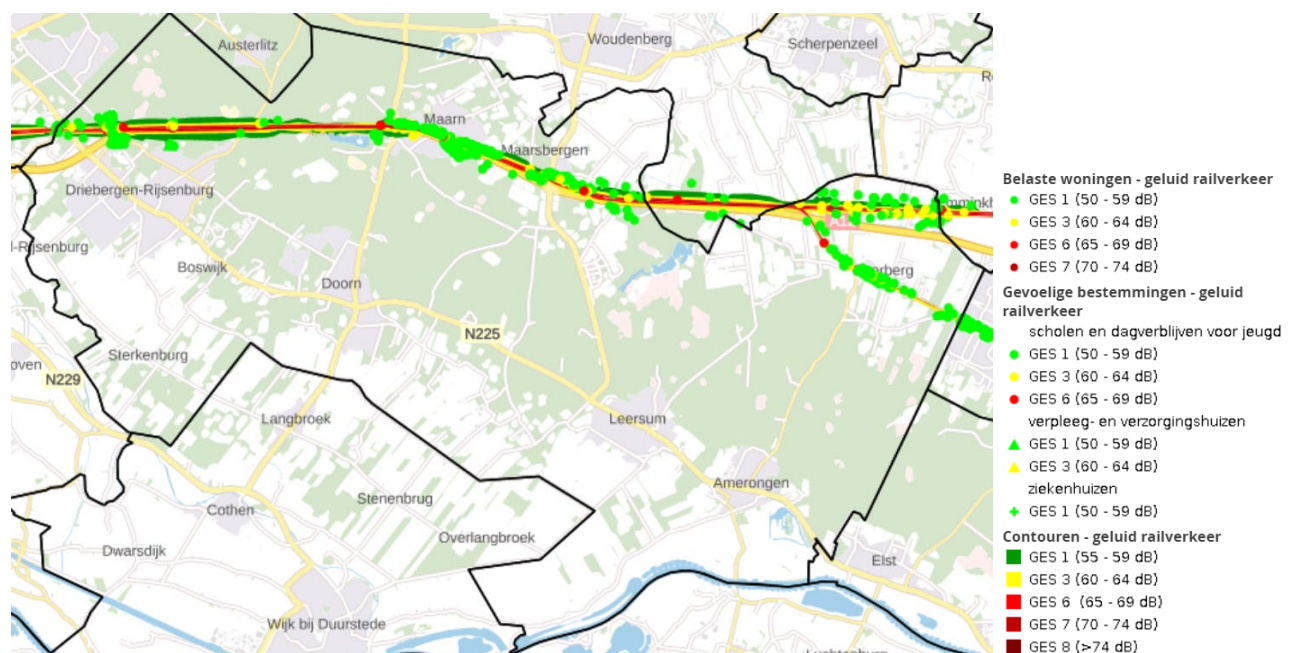 Austerlitz
Woudenberg
Scherpenzeel
Maarn
Maarsbergen
Driebergen-Rijsenburg
Boswijk
Doorn
N225
Sterkenburg
N229
Langbroek
Leersum
Amerongen
Stenenbrug
Cothen
Overlangbroek
Dwarsdijk
Elst
Wijk bij Duurstede
Belaste woningen - geluid railverkeer
GES 1 (50 - 59 dB)
GES 3 (60 - 64 dB)
GES 6 (65 - 69 dB)
GES 7 (70 - 74 dB)
Gevoelige bestemmingen - geluid
railverkeer
scholen en dagverblijven voor jeugd
GES 1 (50 - 59 dB)
GES 3 (60 - 64 dB)
GES 6 (65 - 69 dB)
verpleeg- en verzorgingshuizen
GES 1 (50 - 59 dB)
GES 3 (60 - 64 dB)
ziekenhuizen
GES 1 (50 - 59 dB)
Contouren - geluid railverkeer
GES 1 (55 - 59 dB)
GES 3 (60 - 64 dB)
GES 6 (65 - 69 dB)
GES 7 (70 - 74 dB)
GES 8 (>74 dB)